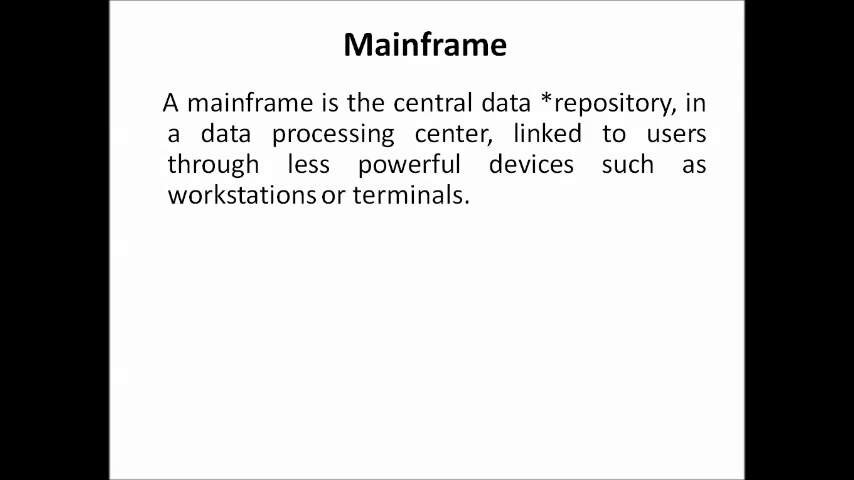 Mainframe
A mainframe is the central data *repository, in
a data processing center, linked to users
through less powerful devices such as
workstations or terminals.